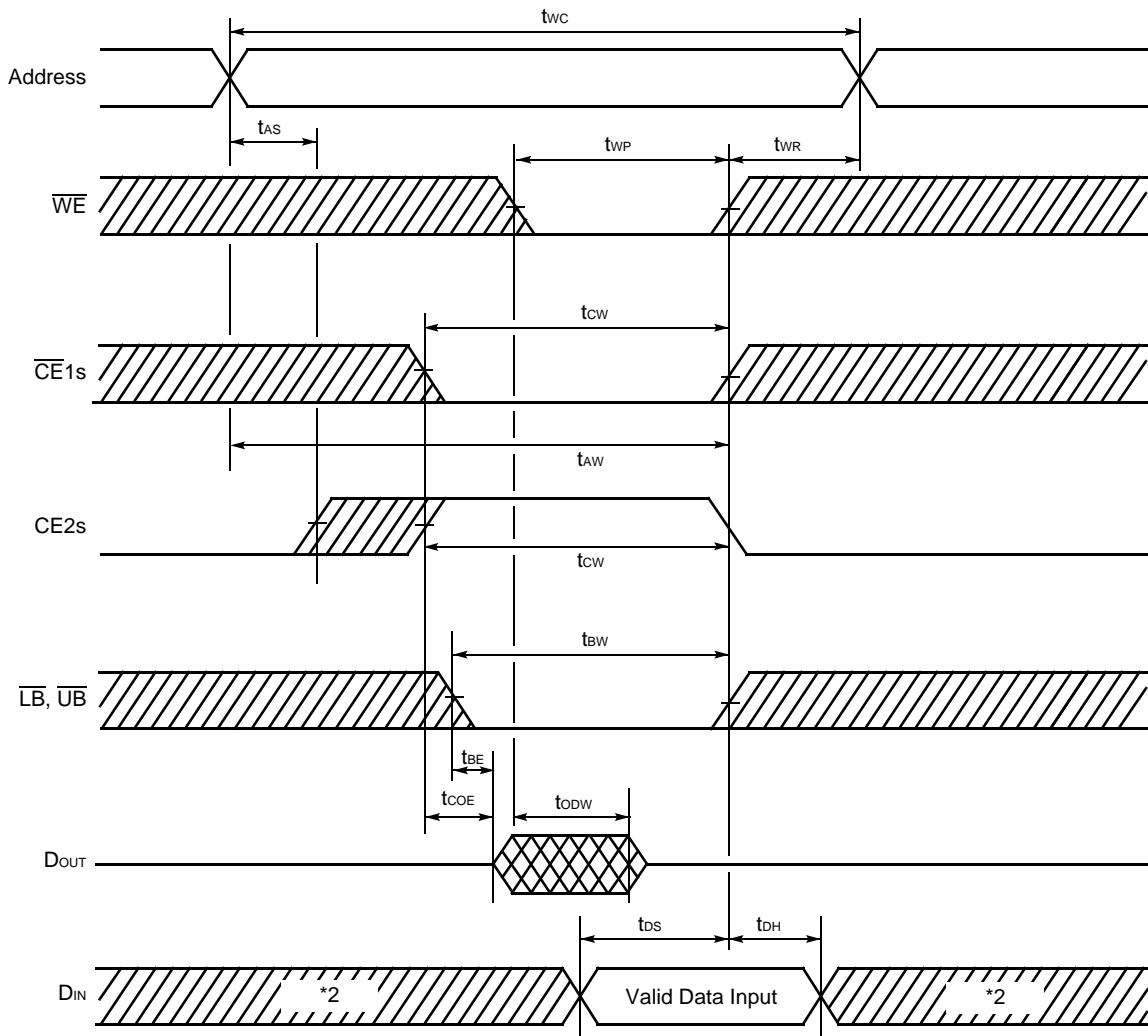 tWC
Address
tAS
tWP
tWR
WE
tCW
CE1s
tAW
CE2s
tCW
tBW
LB, UB
tBE
tCOE
tODW
DOUT
tDS
tDH
DIN
*2
Valid Data Input
*2